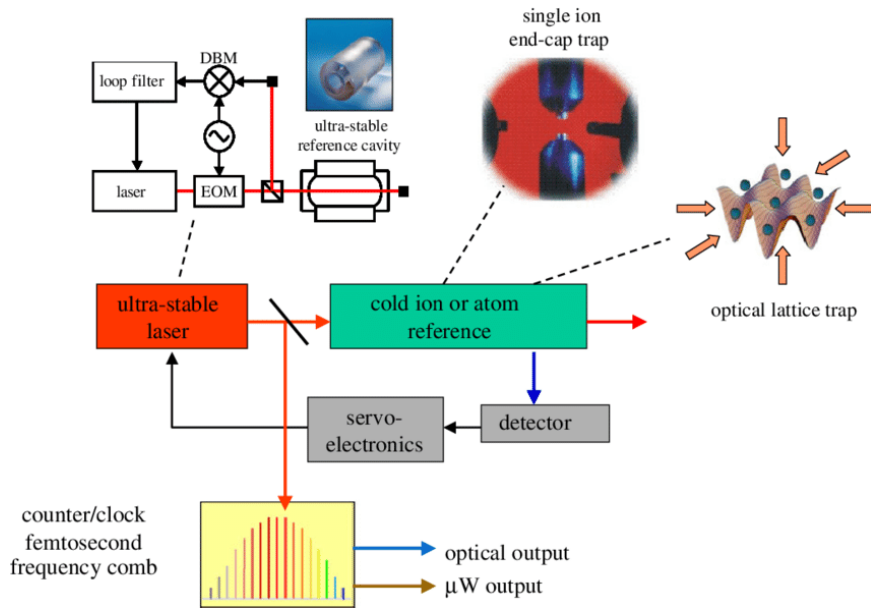 single ion
end-cap trap
DBM
loop filter
ultra-stable
reference cavity
laser
EOM
optical lattice trap
ultra-stable
laser
cold ion or atom
reference
servo-
electronics
detector
counter/clock
femtosecond
frequency comb
optical output
μW output